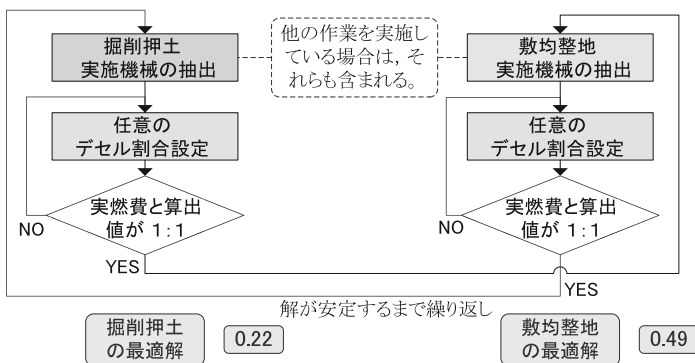 掘削押土
実施機械の抽出
他の作業を実施し
ている場合は, そ
れらも含まれる。
敷均整地
実施機械の抽出
任意の
デセル割合設定
任意の
デセル割合設定
実燃費と算出
値が 1:1
NO
YES
実燃費と算出
値が 1:1
NO
YES
解が安定するまで繰り返し
掘削押土
の最適解
0.22
敷均整地
の最適解
0.49